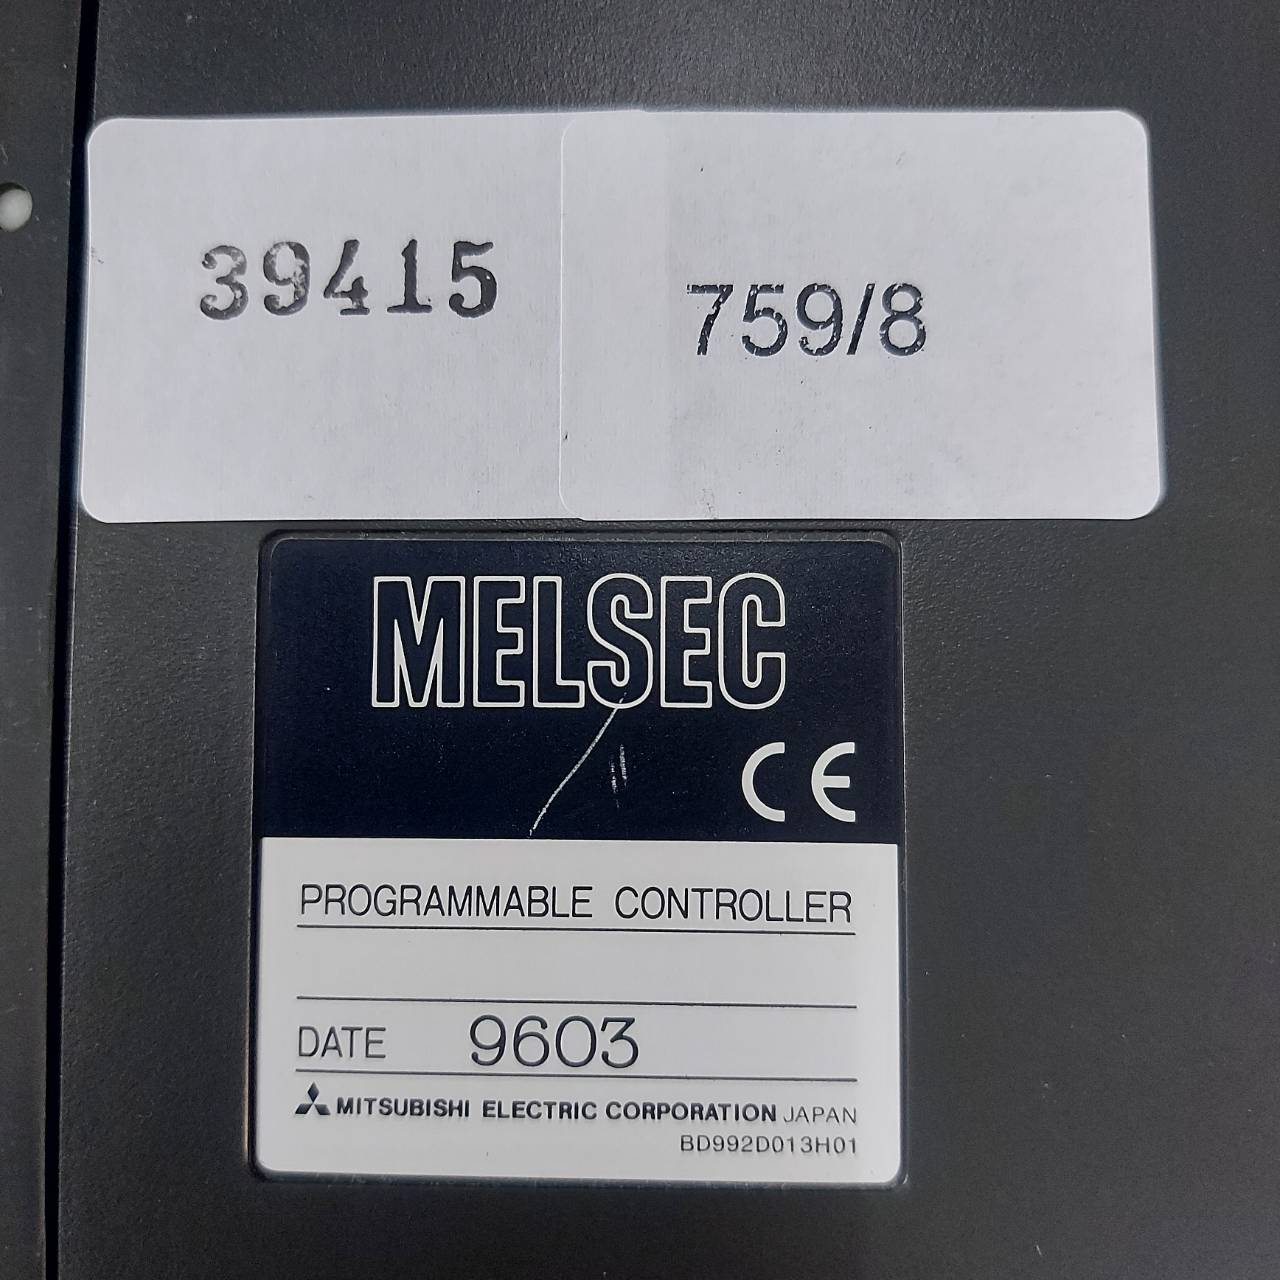 39415
759/8
MELSEC
CE
PROGRAMMABLE CONTROLLER
DATE 9603
MITSUBISHI ELECTRIC CORPORATION JAPAN
BD992D013H01